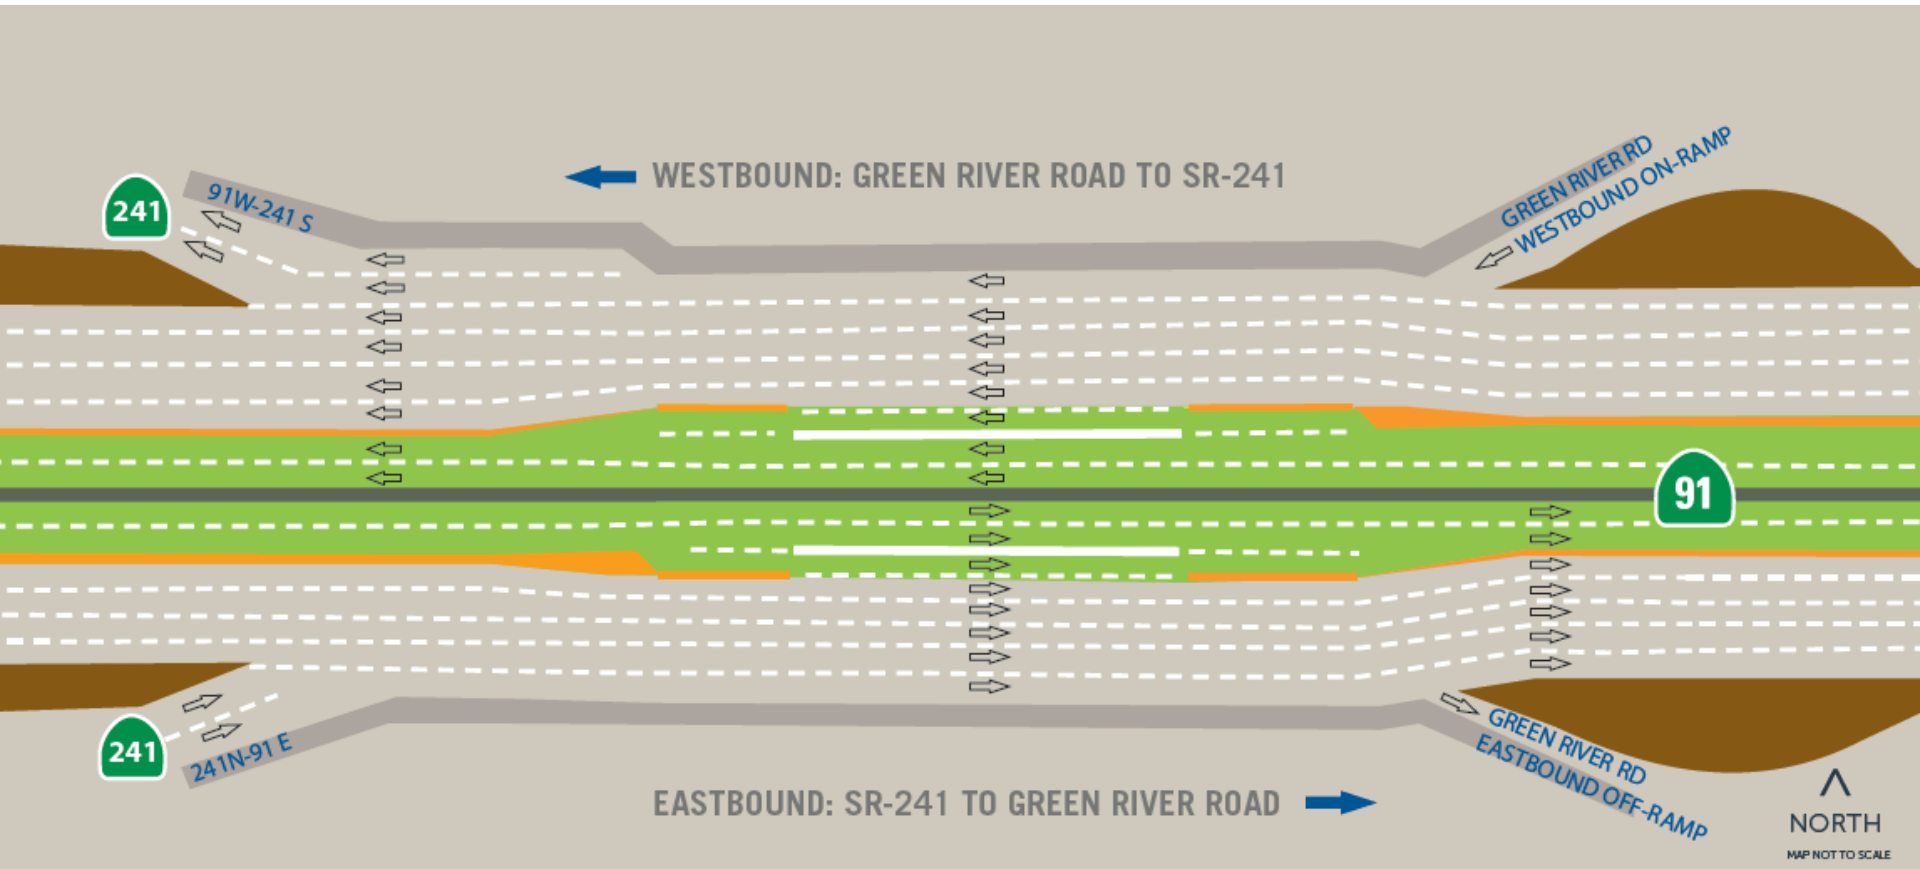 WESTBOUND: GREEN RIVER ROAD TO SR-241
GREEN RIVER RD
WESTBOUND ON-RAMP
241
91W-241 S
91
241
241N-91 E
GREEN RIVER RD
EASTBOUND OFF-RAMP
EASTBOUND: SR-241 TO GREEN RIVER ROAD
NORTH
MAP NOT TO SCALE